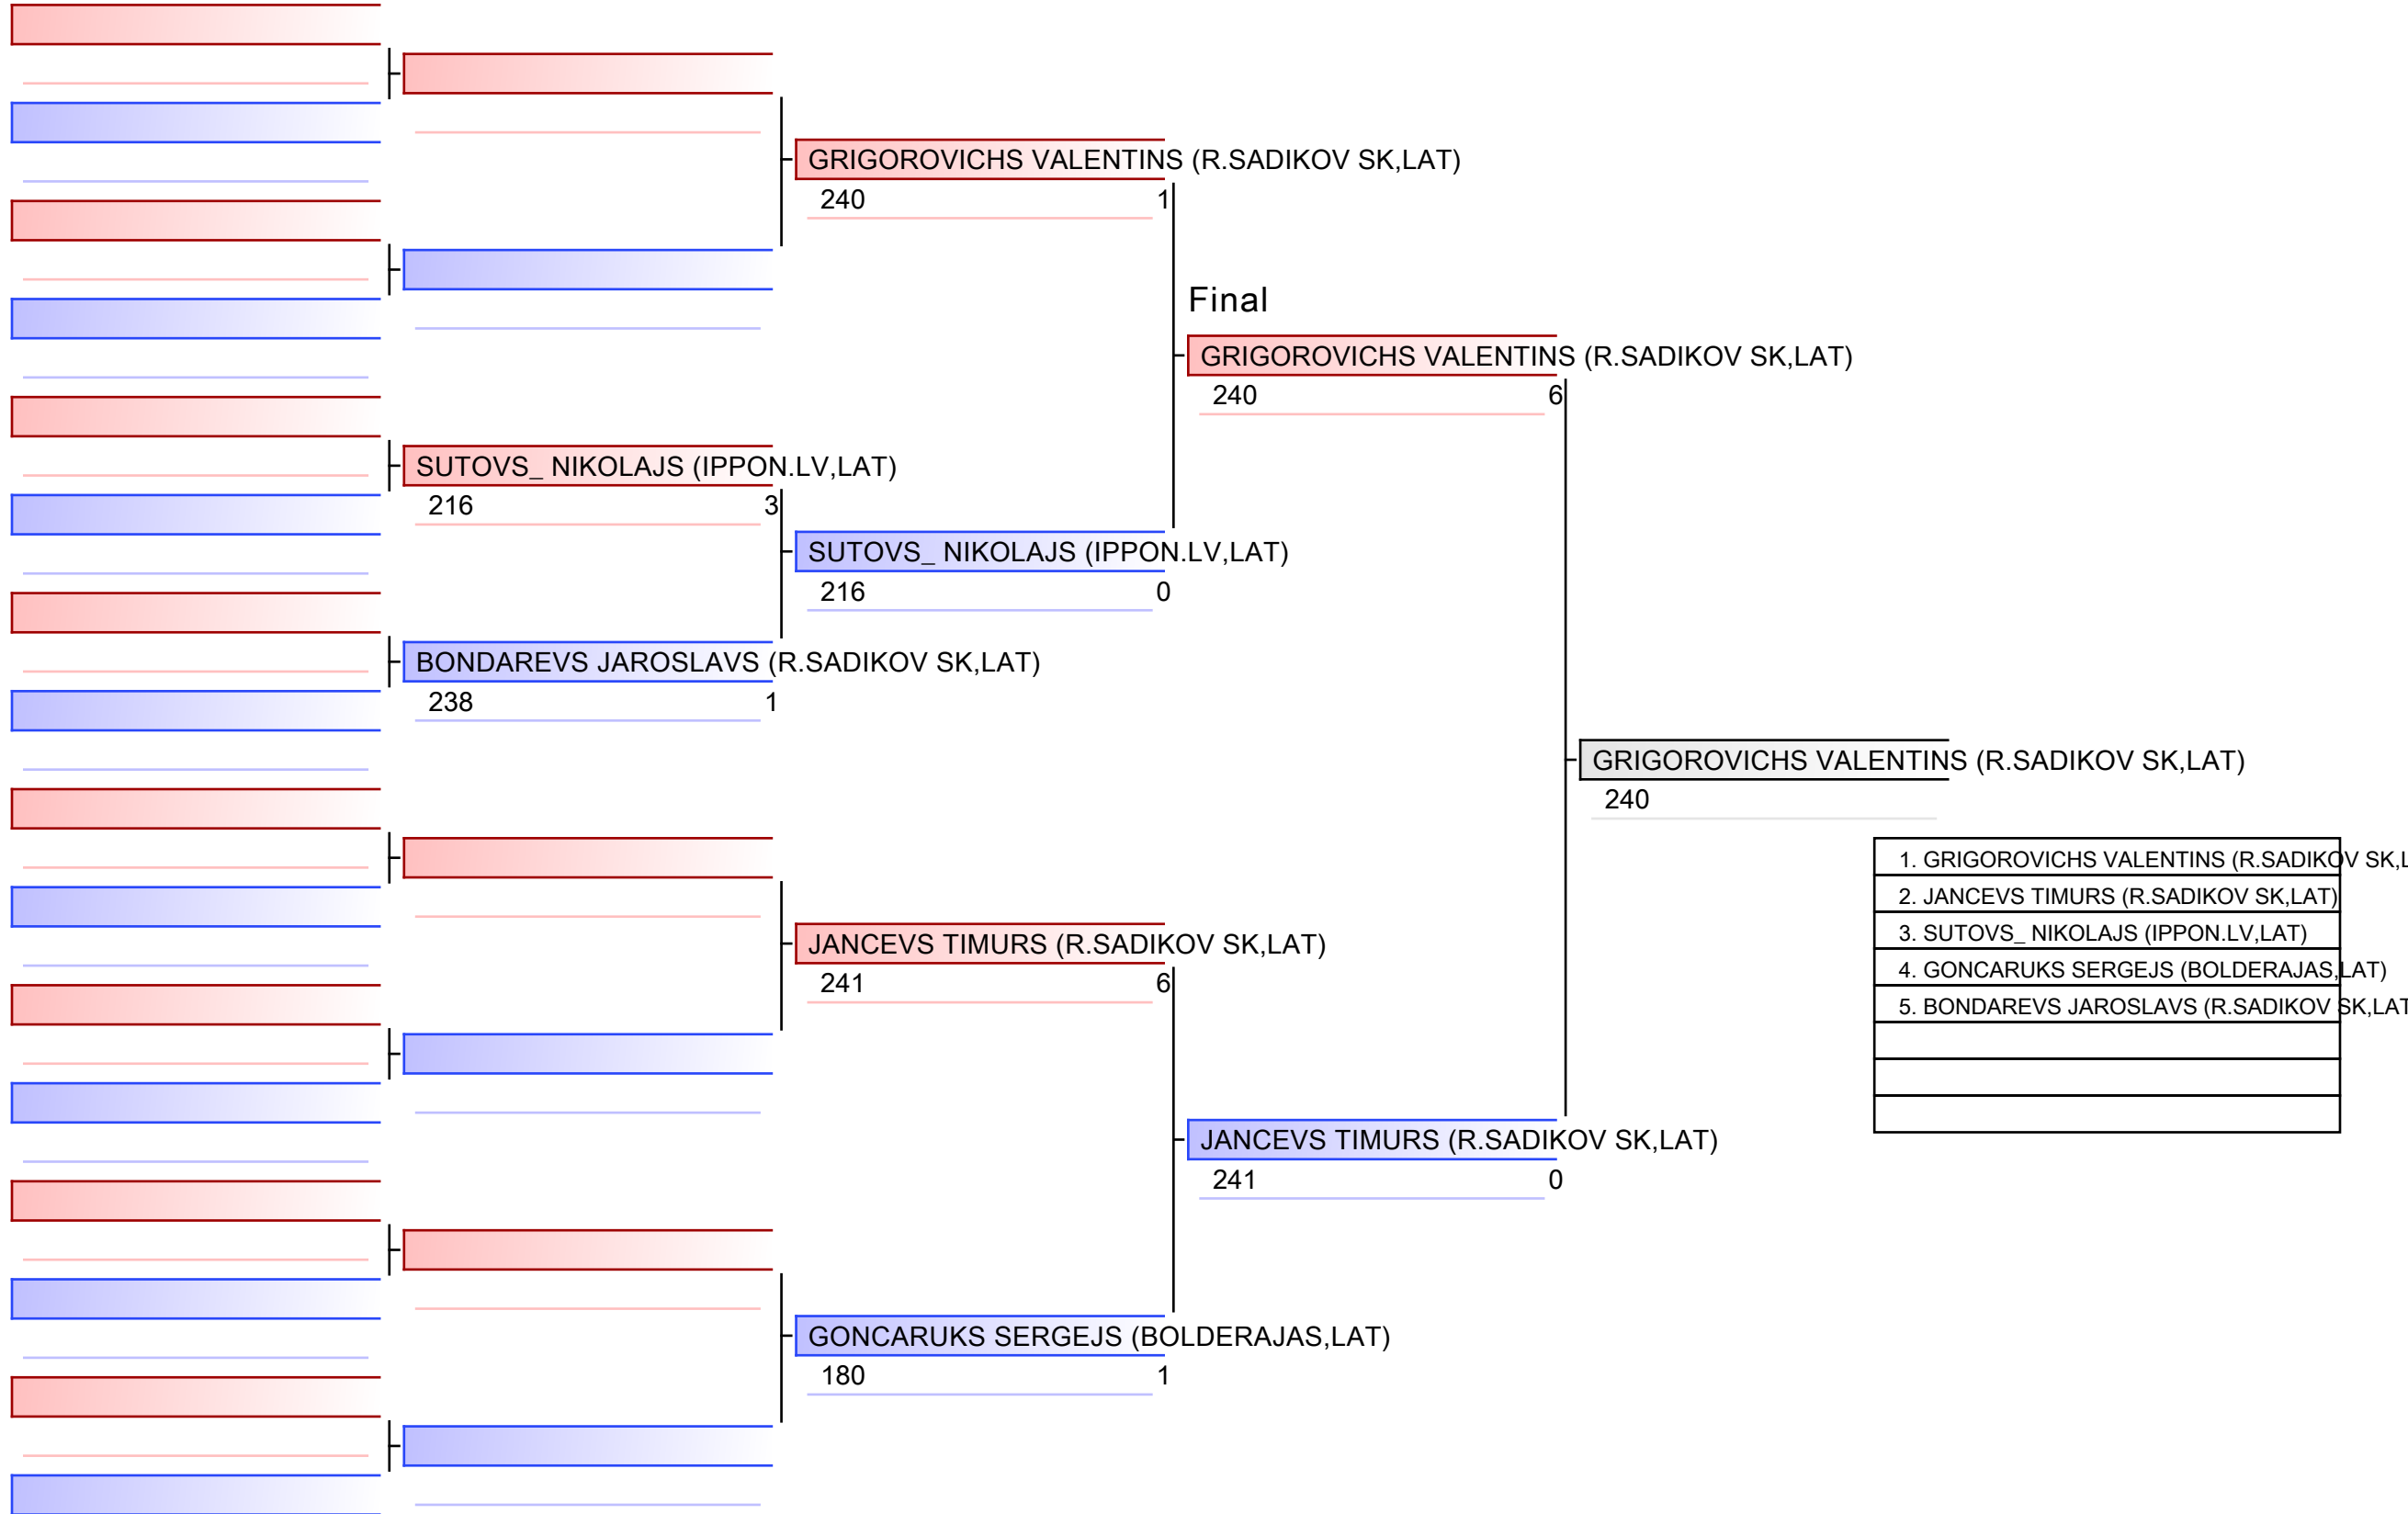 GRIGOROVICHS VALENTINS (R.SADIKOV SK,LAT)
240 1
Final
GRIGOROVICHS VALENTINS (R.SADIKOV SK,LAT)
240 6
SUTOVS_ NIKOLAJS (IPPON.LV,LAT)
216 3
SUTOVS_ NIKOLAJS (IPPON.LV,LAT)
216 0
BONDAREVS JAROSLAVS (R.SADIKOV SK,LAT)
238 1
GRIGOROVICHS VALENTINS (R.SADIKOV SK,LAT)
240
1. GRIGOROVICHS VALENTINS (R.SADIKOV SK,L
2. JANCEVS TIMURS (R.SADIKOV SK,LAT)
3. SUTOVS_ NIKOLAJS (IPPON.LV,LAT)
4. GONCARUKS SERGEJS (BOLDERAJAS,LAT)
5. BONDAREVS JAROSLAVS (R.SADIKOV SK,LAT
JANCEVS TIMURS (R.SADIKOV SK,LAT)
241 6
JANCEVS TIMURS (R.SADIKOV SK,LAT)
241 0
GONCARUKS SERGEJS (BOLDERAJAS,LAT)
180 1